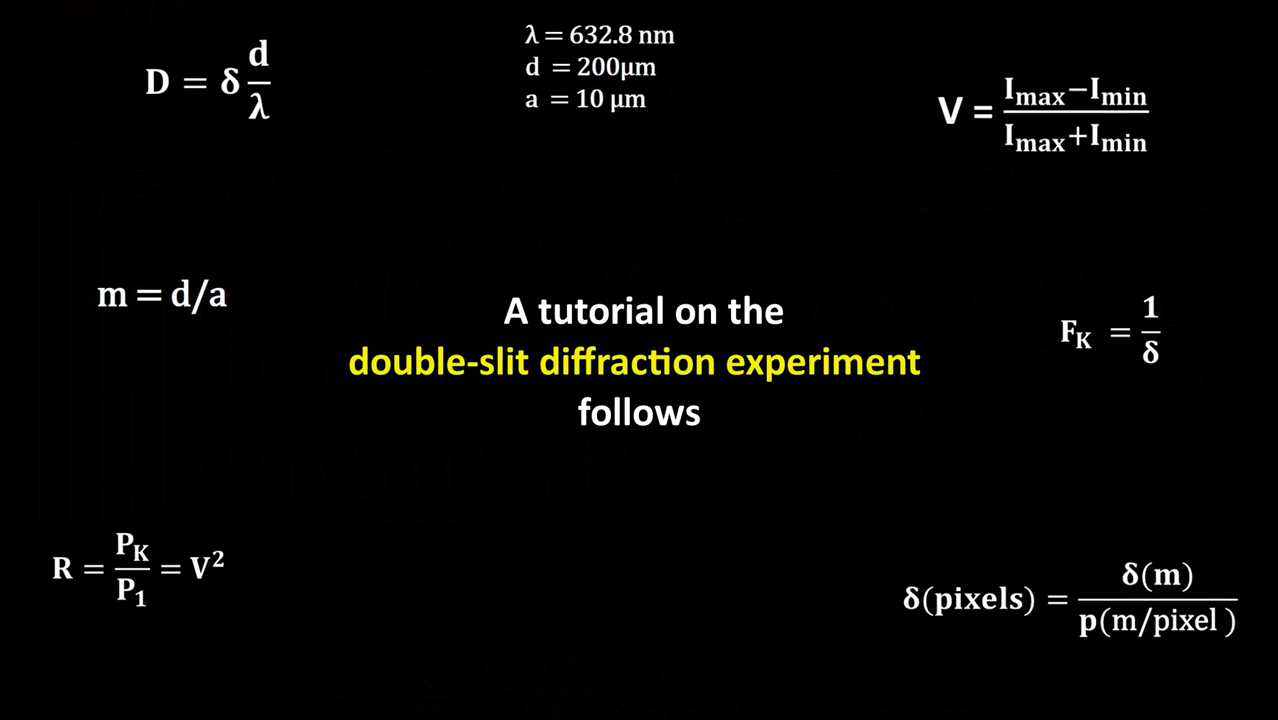 D = δ d/λ
λ = 632.8 nm
d = 200μm
a = 10 μm
V = Imax−Imin/Imax+Imin
m = d/a
A tutorial on the
double-slit diffraction experiment
follows
FK = 1/δ
R = PK/P1 = V²
δ(pixels) = δ(m)/p(m/pixel )